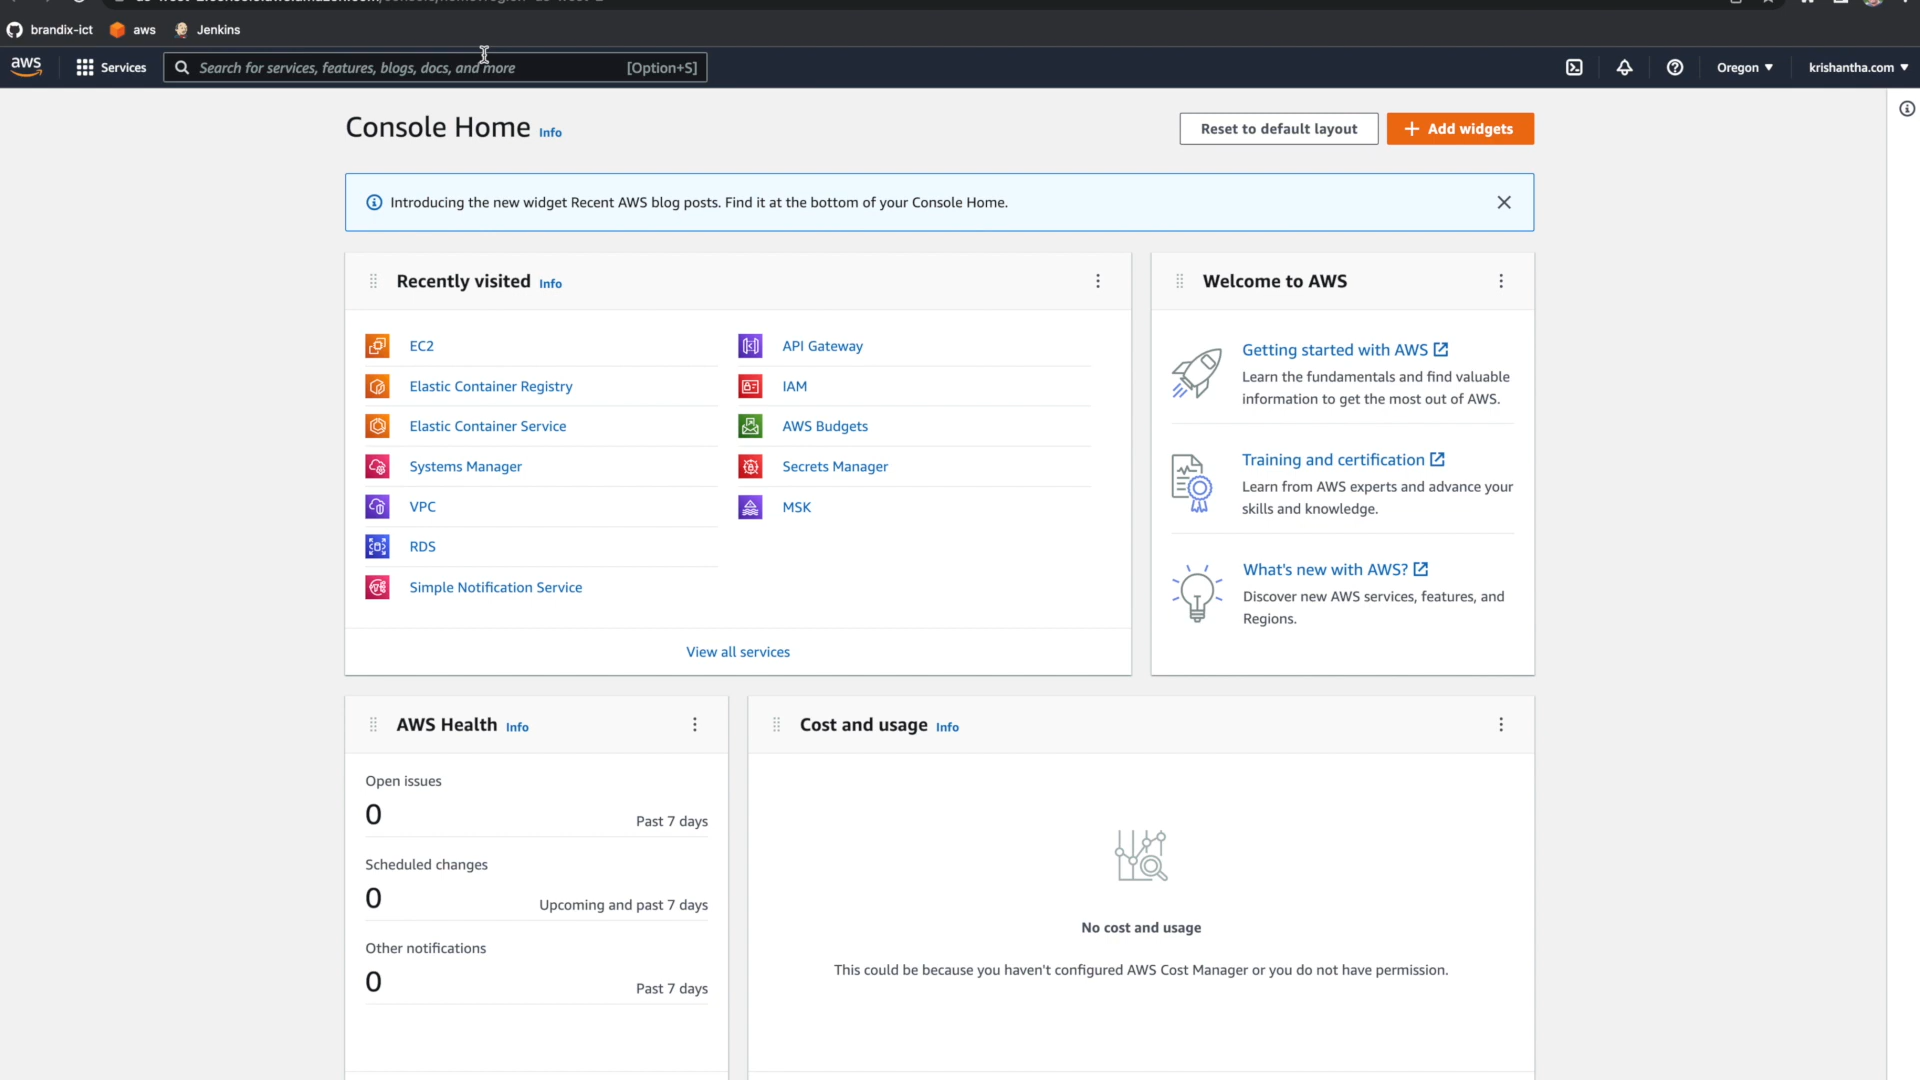 brandix-ict aws Jenkins
aws Services Search for services, features, blogs, docs, and more [Option+S] Oregon krishantha.com
Console Home Info
Reset to default layout + Add widgets
Introducing the new widget Recent AWS blog posts. Find it at the bottom of your Console Home.
Recently visited Info
EC2
Elastic Container Registry
Elastic Container Service
Systems Manager
VPC
RDS
Simple Notification Service
API Gateway
IAM
AWS Budgets
Secrets Manager
MSK
View all services
Welcome to AWS
Getting started with AWS
Learn the fundamentals and find valuable
information to get the most out of AWS.
Training and certification
Learn from AWS experts and advance your
skills and knowledge.
What's new with AWS?
Discover new AWS services, features, and
Regions.
AWS Health Info
Open issues
0 Past 7 days
Scheduled changes
0 Upcoming and past 7 days
Other notifications
0 Past 7 days
Cost and usage Info
No cost and usage
This could be because you haven't configured AWS Cost Manager or you do not have permission.